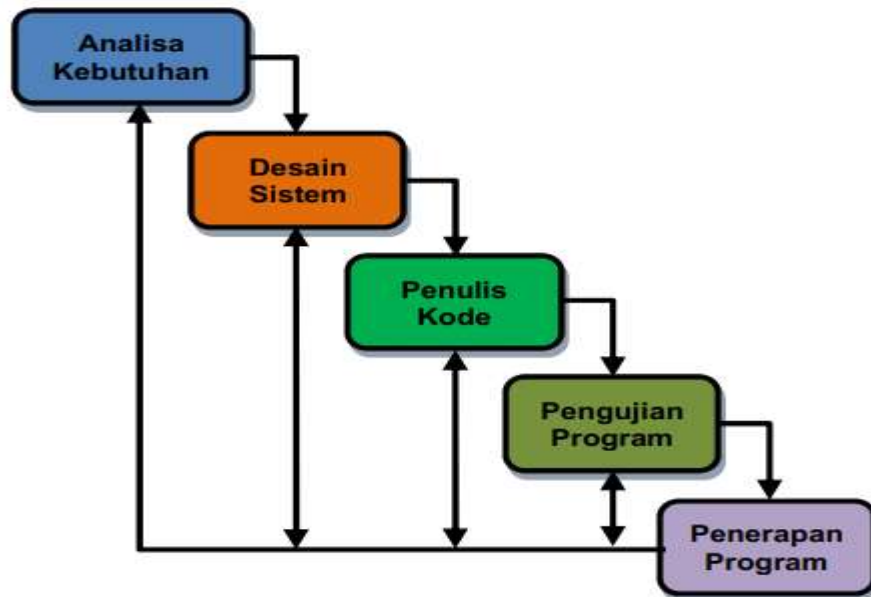 Analisa
Kebutuhan
Desain
Sistem
Penulis
Kode
Pengujian
Program
Penerapan
Program